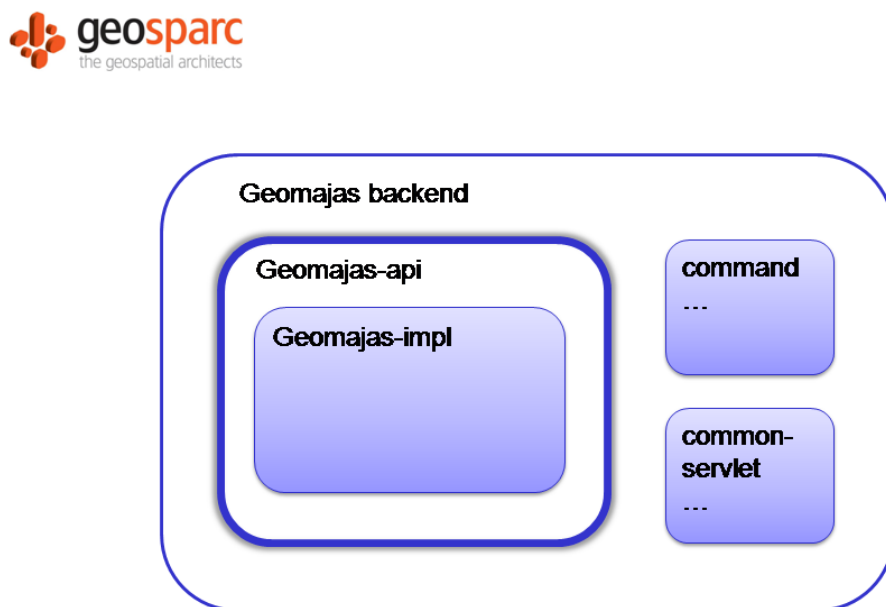 geosparc
the geospatial architects
Geomajas backend
Geomajas-api
Geomajas-impl
command
...
common-
servlet
...